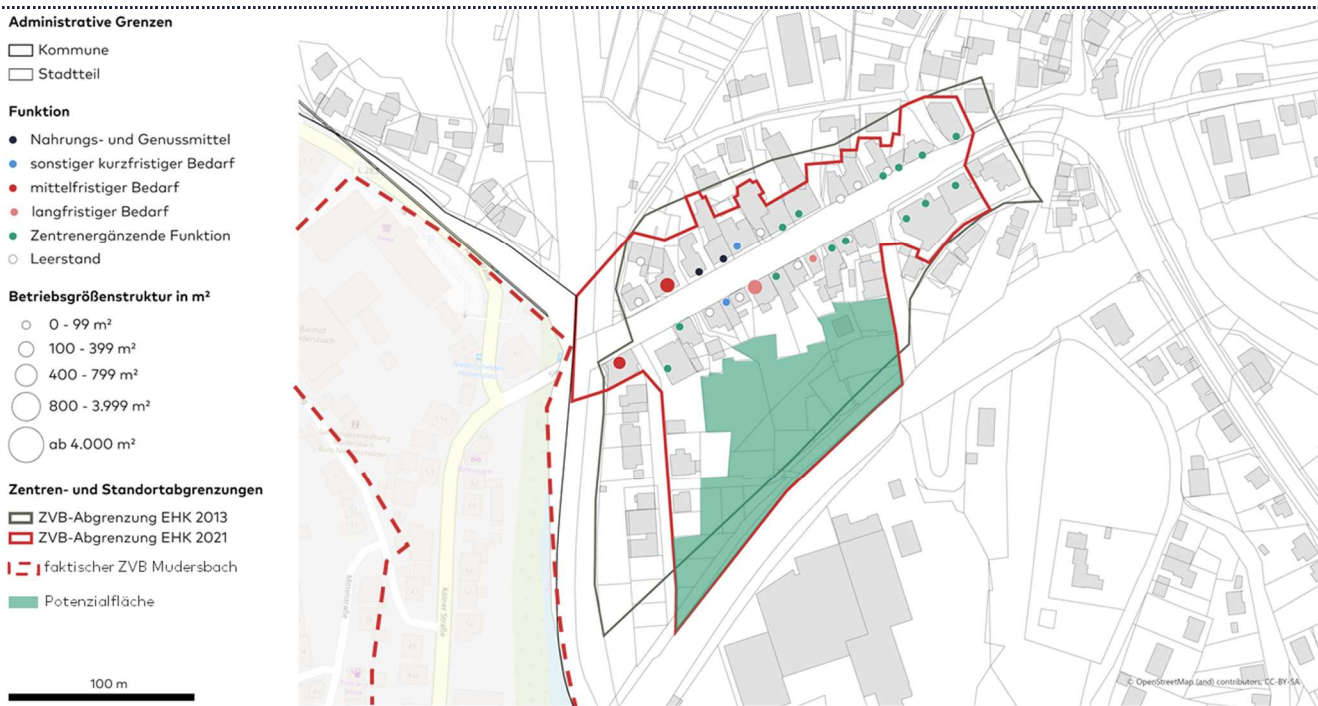 Administrative Grenzen
Kommune
Stadtteil
Funktion
Nahrungs- und Genussmittel
sonstiger kurzfristiger Bedarf
mittelfristiger Bedarf
langfristiger Bedarf
Zentrenergänzende Funktion
Leerstand
Betriebsgrößenstruktur in m²
0 - 99 m²
100 - 399 m²
400 - 799 m²
800 - 3.999 m²
ab 4.000 m²
Zentren- und Standortabgrenzungen
ZVB-Abgrenzung EHK 2013
ZVB-Abgrenzung EHK 2021
faktischer ZVB Mudersbach
Potenzialfläche
100 m
Mittelstraße
Kölner Straße
© OpenStreetMap (and) contributors, CC-BY-SA